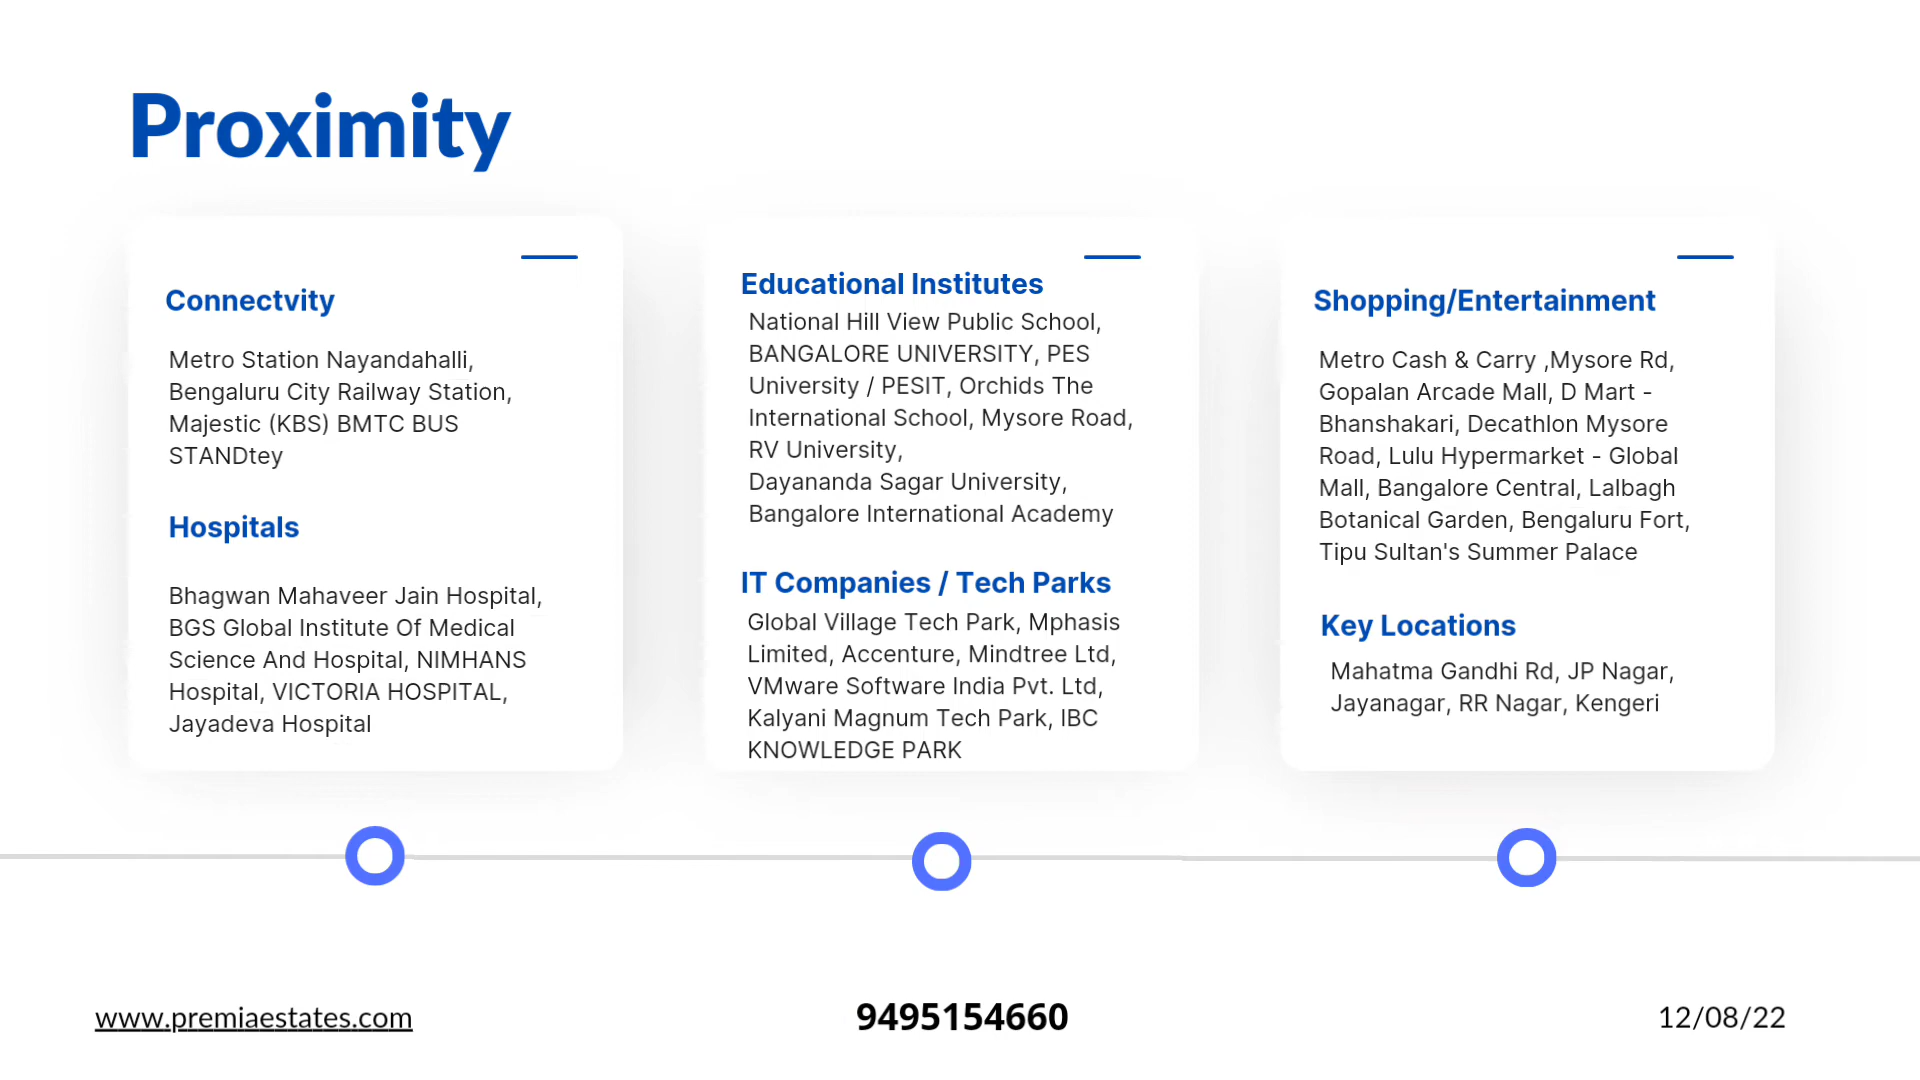 Proximity
Connectvity
Metro Station Nayandahalli,
Bengaluru City Railway Station,
Majestic (KBS) BMTC BUS
STANDtey
Hospitals
Bhagwan Mahaveer Jain Hospital,
BGS Global Institute Of Medical
Science And Hospital, NIMHANS
Hospital, VICTORIA HOSPITAL,
Jayadeva Hospital
Educational Institutes
National Hill View Public School,
BANGALORE UNIVERSITY, PES
University / PESIT, Orchids The
International School, Mysore Road,
RV University,
Dayananda Sagar University,
Bangalore International Academy
IT Companies / Tech Parks
Global Village Tech Park, Mphasis
Limited, Accenture, Mindtree Ltd,
VMware Software India Pvt. Ltd,
Kalyani Magnum Tech Park, IBC
KNOWLEDGE PARK
Shopping/Entertainment
Metro Cash & Carry ,Mysore Rd,
Gopalan Arcade Mall, D Mart -
Bhanshakari, Decathlon Mysore
Road, Lulu Hypermarket - Global
Mall, Bangalore Central, Lalbagh
Botanical Garden, Bengaluru Fort,
Tipu Sultan's Summer Palace
Key Locations
Mahatma Gandhi Rd, JP Nagar,
Jayanagar, RR Nagar, Kengeri
www.premiaestates.com
9495154660
12/08/22